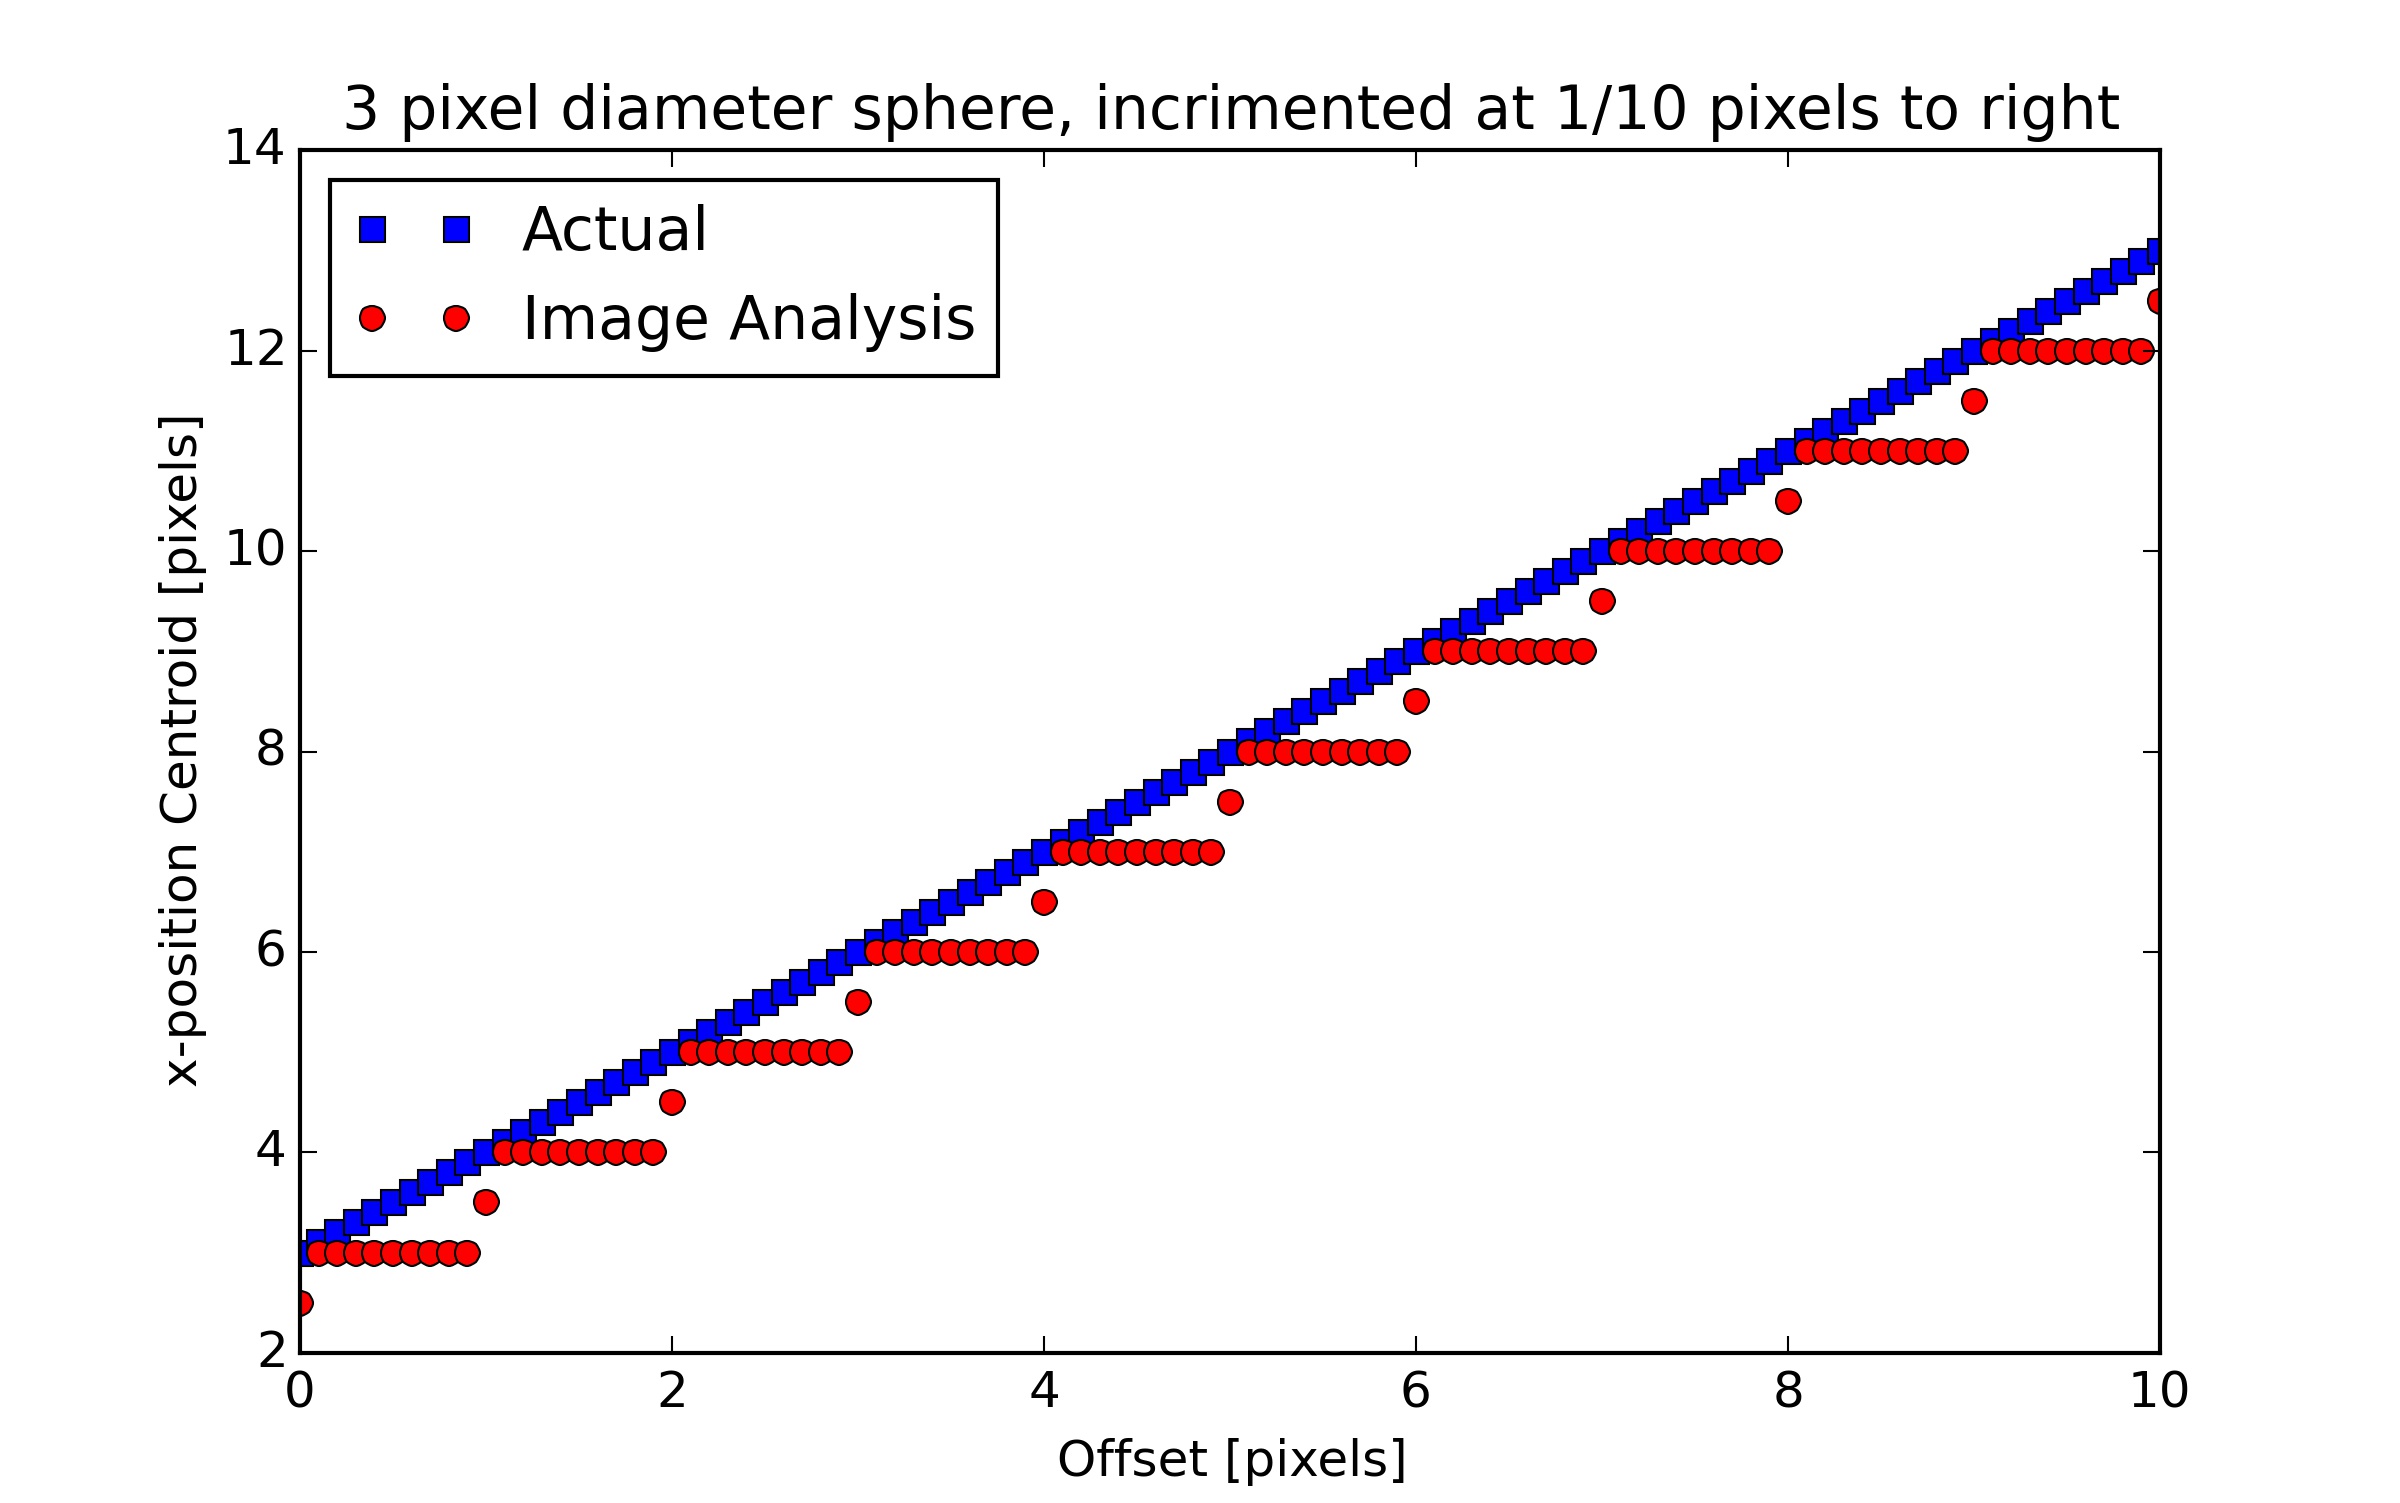 3 pixel diameter sphere, incrimented at 1/10 pixels to right
14
12
10
8
6
4
2
Actual
Image Analysis
x-position Centroid [pixels]
0 2 4 6 8 10
Offset [pixels]